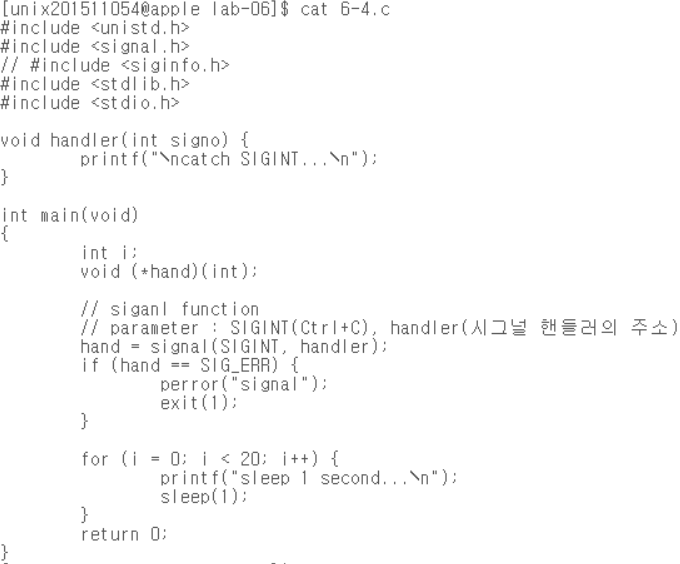 [unix201511054@apple lab-06]$ cat 6-4.c
#include <unistd.h>
#include <signal.h>
// #include <siginfo.h>
#include <stdlib.h>
#include <stdio.h>
void handler(int signo) {
printf("\ncatch SIGINT...\n");
}
int main(void)
{
int i;
void (*hand)(int);
// siganl function
// parameter : SIGINT(Ctrl+C), handler(시그널 핸들러의 주소)
hand = signal(SIGINT, handler);
if (hand == SIG_ERR) {
perror("signal");
exit(1);
}
for (i = 0; i < 20; i++) {
printf("sleep 1 second...\n");
sleep(1);
}
return 0;
}